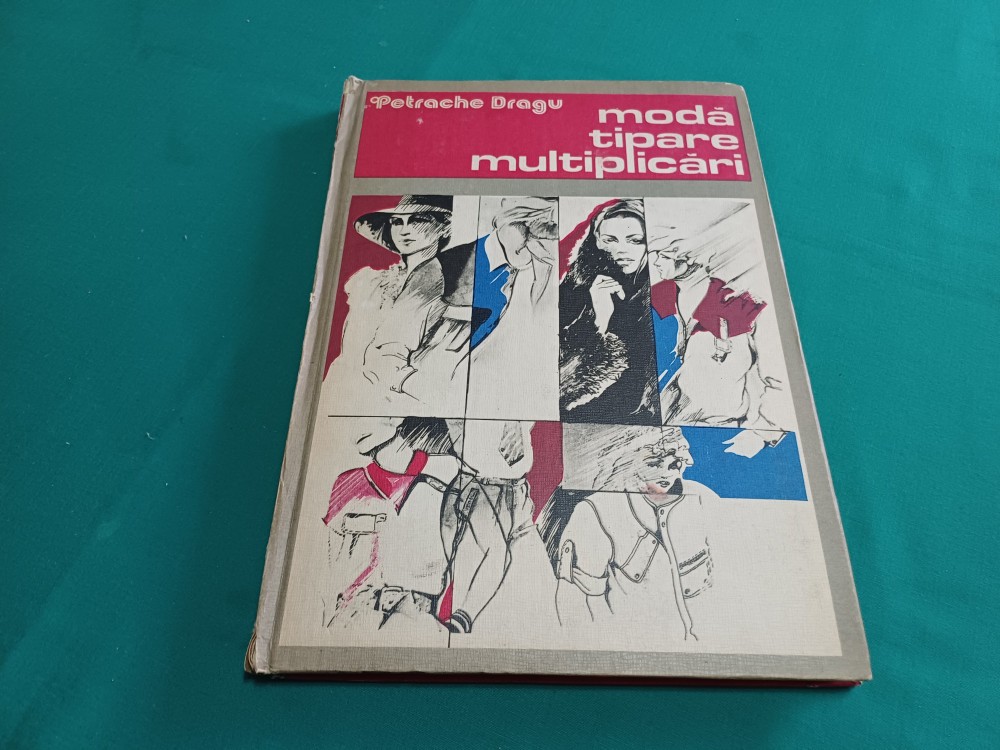 Petrache Dragu
modă
tipare
multiplicări